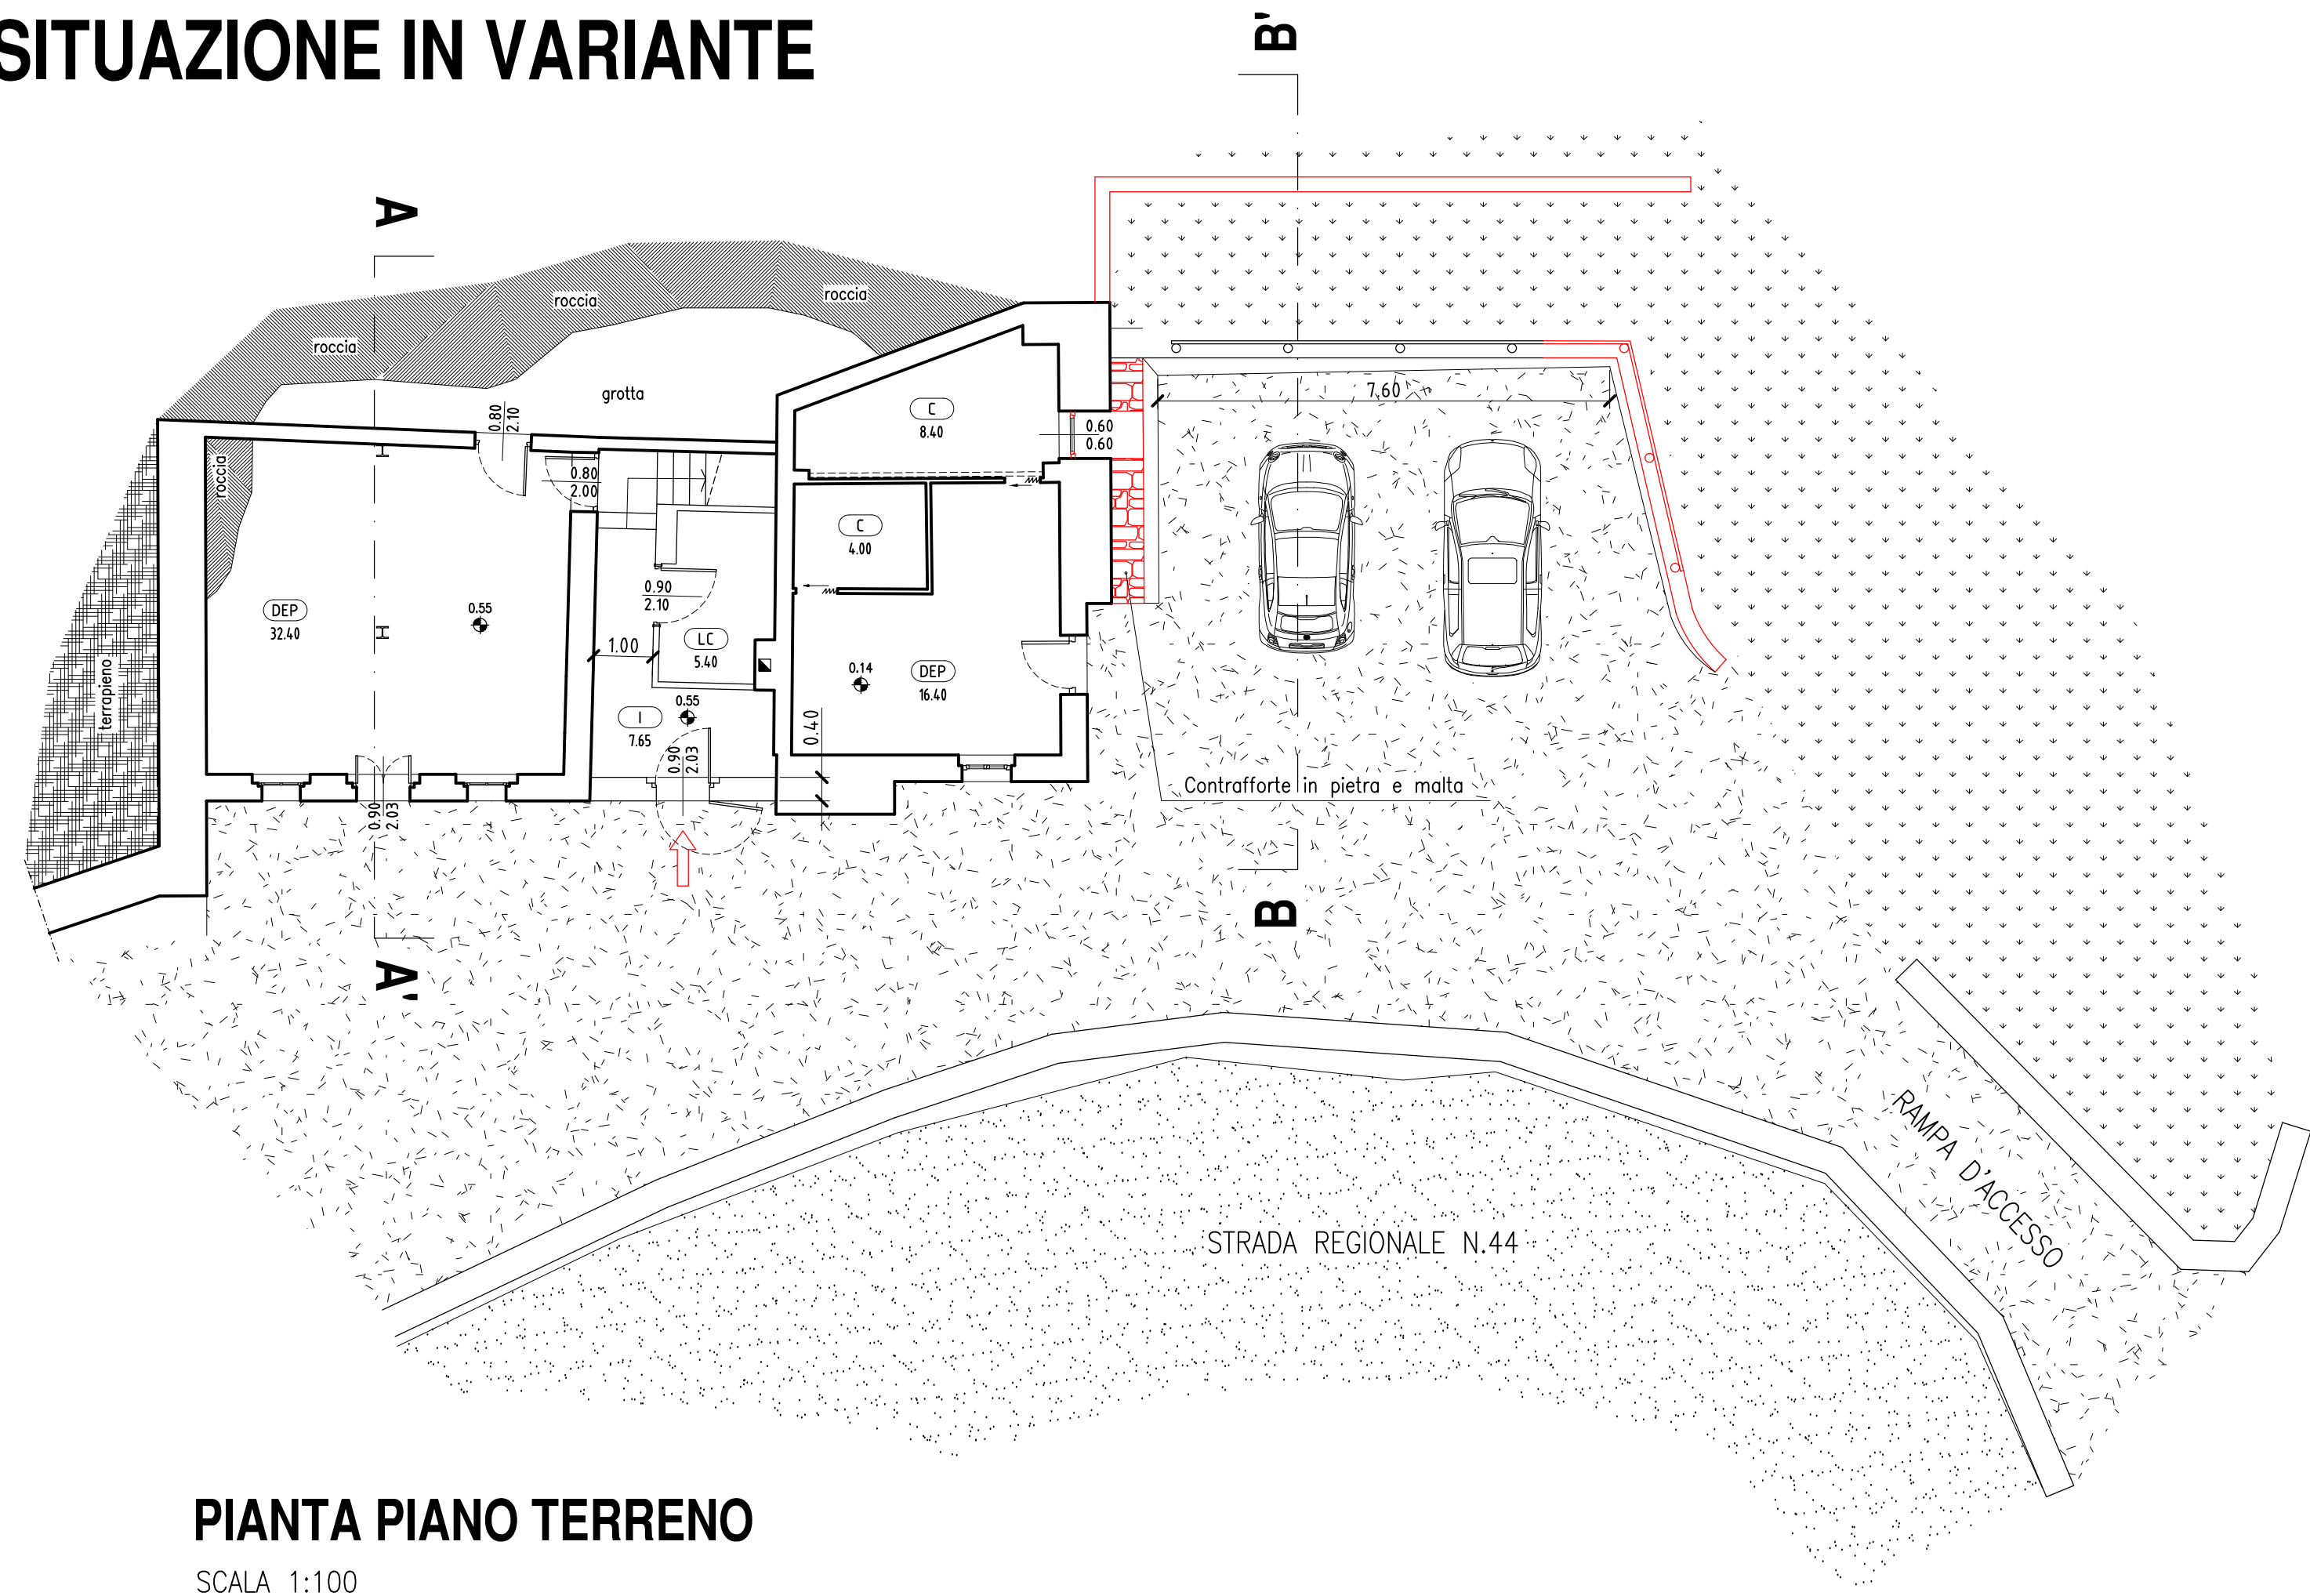 SITUAZIONE IN VARIANTE
B'
A
roccia
roccia
roccia
grotta
0.80
2.10
C
8.40
0.60
0.60
7.60
roccia
0.80
2.00
C
4.00
0.90
2.10
DEP
32.40
0.55
1.00
LC
5.40
terrapieno
0.14
DEP
16.40
0.55
I
7.65
0.40
0.90
2.03
Contrafforte in pietra e malta
0.90
2.03
B
A'
RAMPA D'ACCESSO
STRADA REGIONALE N.44
PIANTA PIANO TERRENO
SCALA 1:100